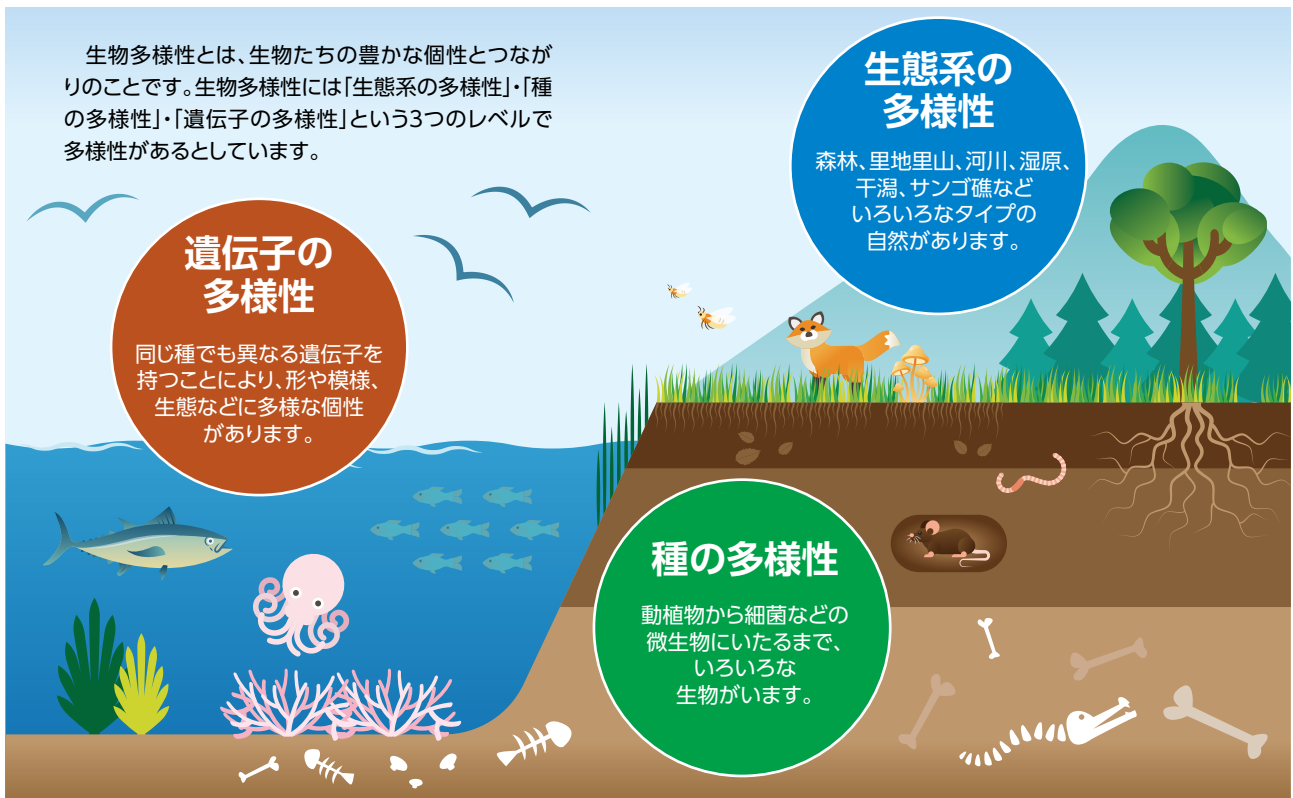 生物多様性とは、生物たちの豊かな個性とつなが
りのことです。生物多様性には「生態系の多様性」・「種
の多様性」・「遺伝子の多様性」という3つのレベルで
多様性があるとしています。
生態系の
多様性
森林、里地里山、河川、湿原、
干潟、サンゴ礁など
いろいろなタイプの
自然があります。
遺伝子の
多様性
同じ種でも異なる遺伝子を
持つことにより、形や模様、
生態などに多様な個性
があります。
種の多様性
動植物から細菌などの
微生物にいたるまで、
いろいろな
生物がいます。